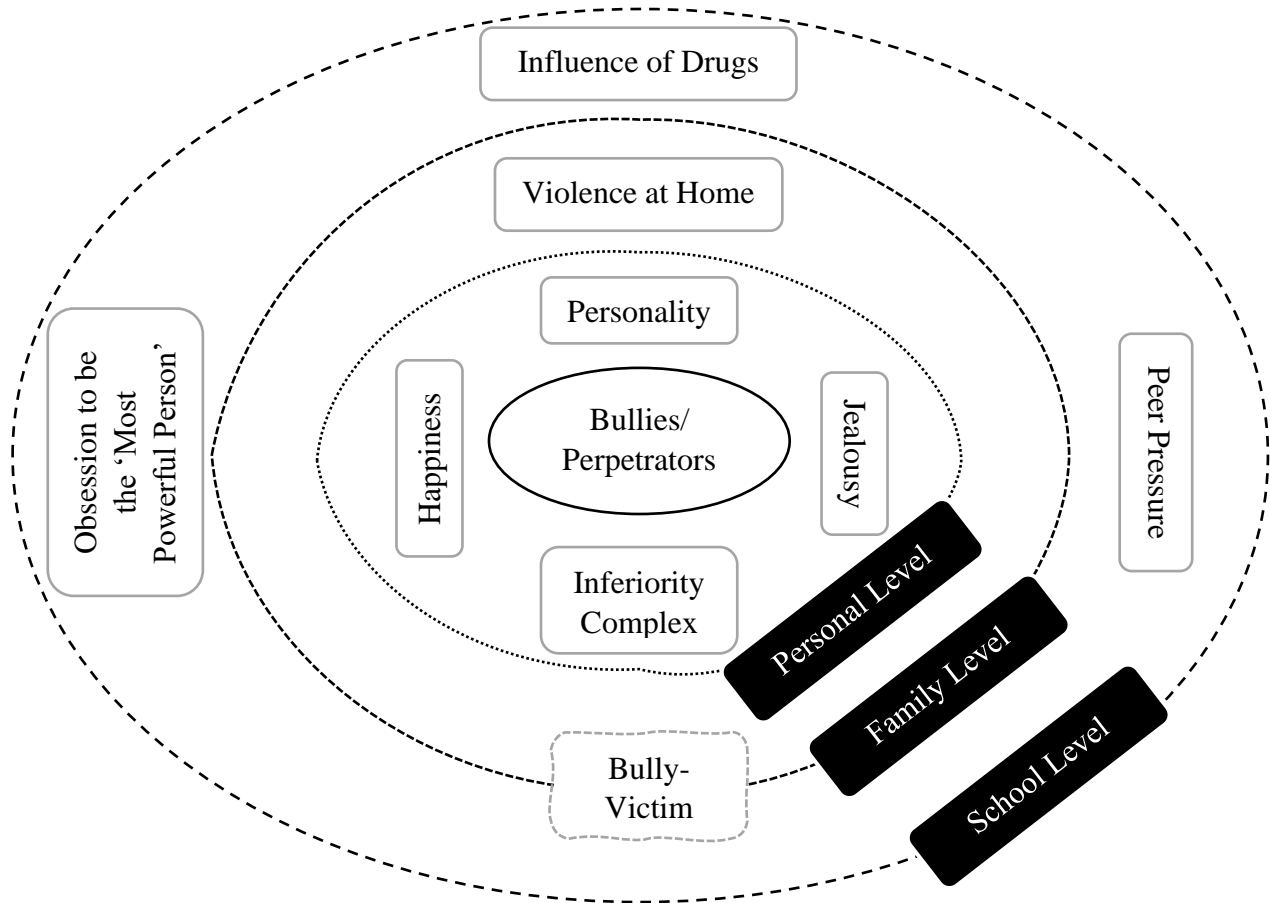 Influence of Drugs
Violence at Home
Personality
Obsession to be
the ‘Most
Powerful Person’
Happiness
Bullies/
Perpetrators
Jealousy
Peer Pressure
Inferiority
Complex
Personal Level
Family Level
School Level
Bully-
Victim